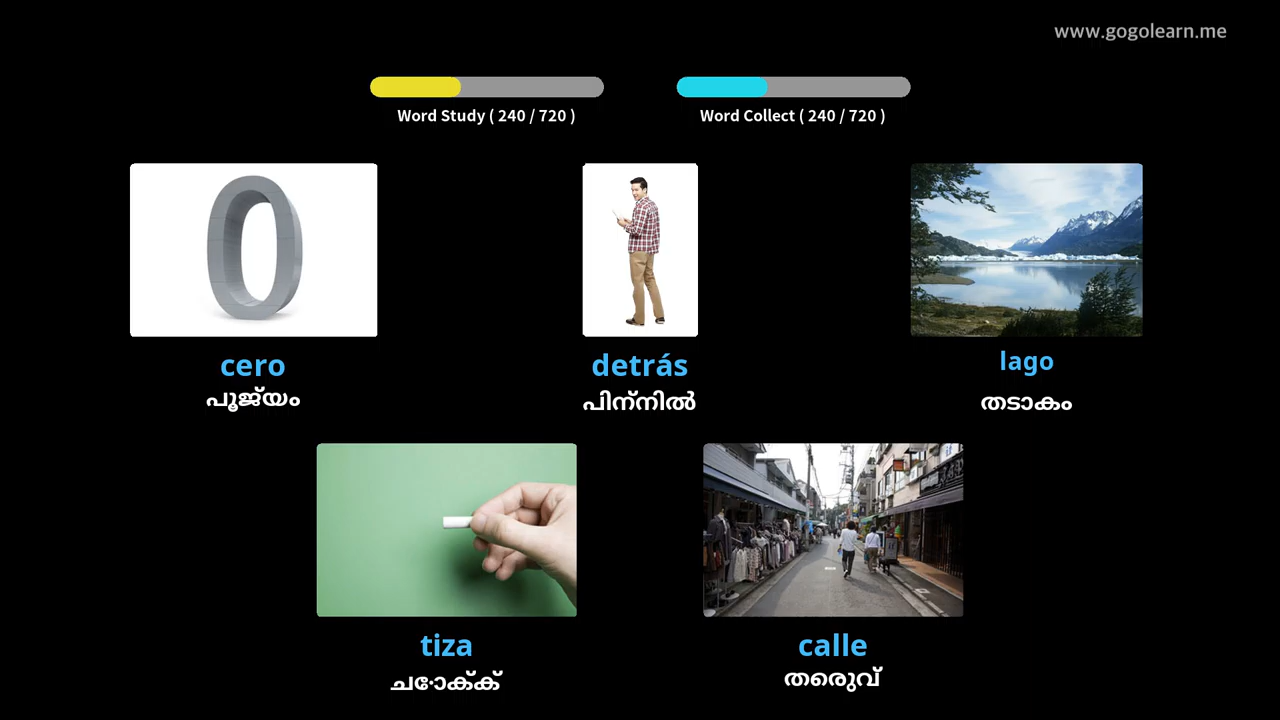 www.gogolearn.me
Word Study ( 240 / 720 )
Word Collect ( 240 / 720 )
cero
പൂജ്യം
detrás
പിന്നിൽ
lago
തടാകം
tiza
ചോക്ക്
calle
തെരുവ്